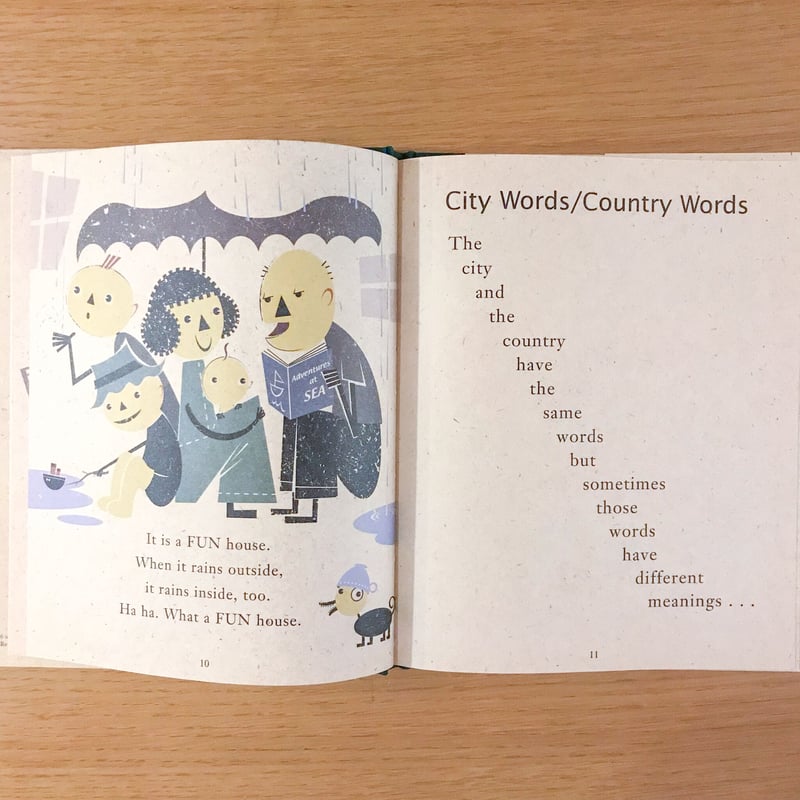 Adventures
at
SEA
It is a FUN house.
When it rains outside,
it rains inside, too.
Ha ha. What a FUN house.
10
City Words/Country Words
The
city
and
the
country
have
the
same
words
but
sometimes
those
words
have
different
meanings . . .
11